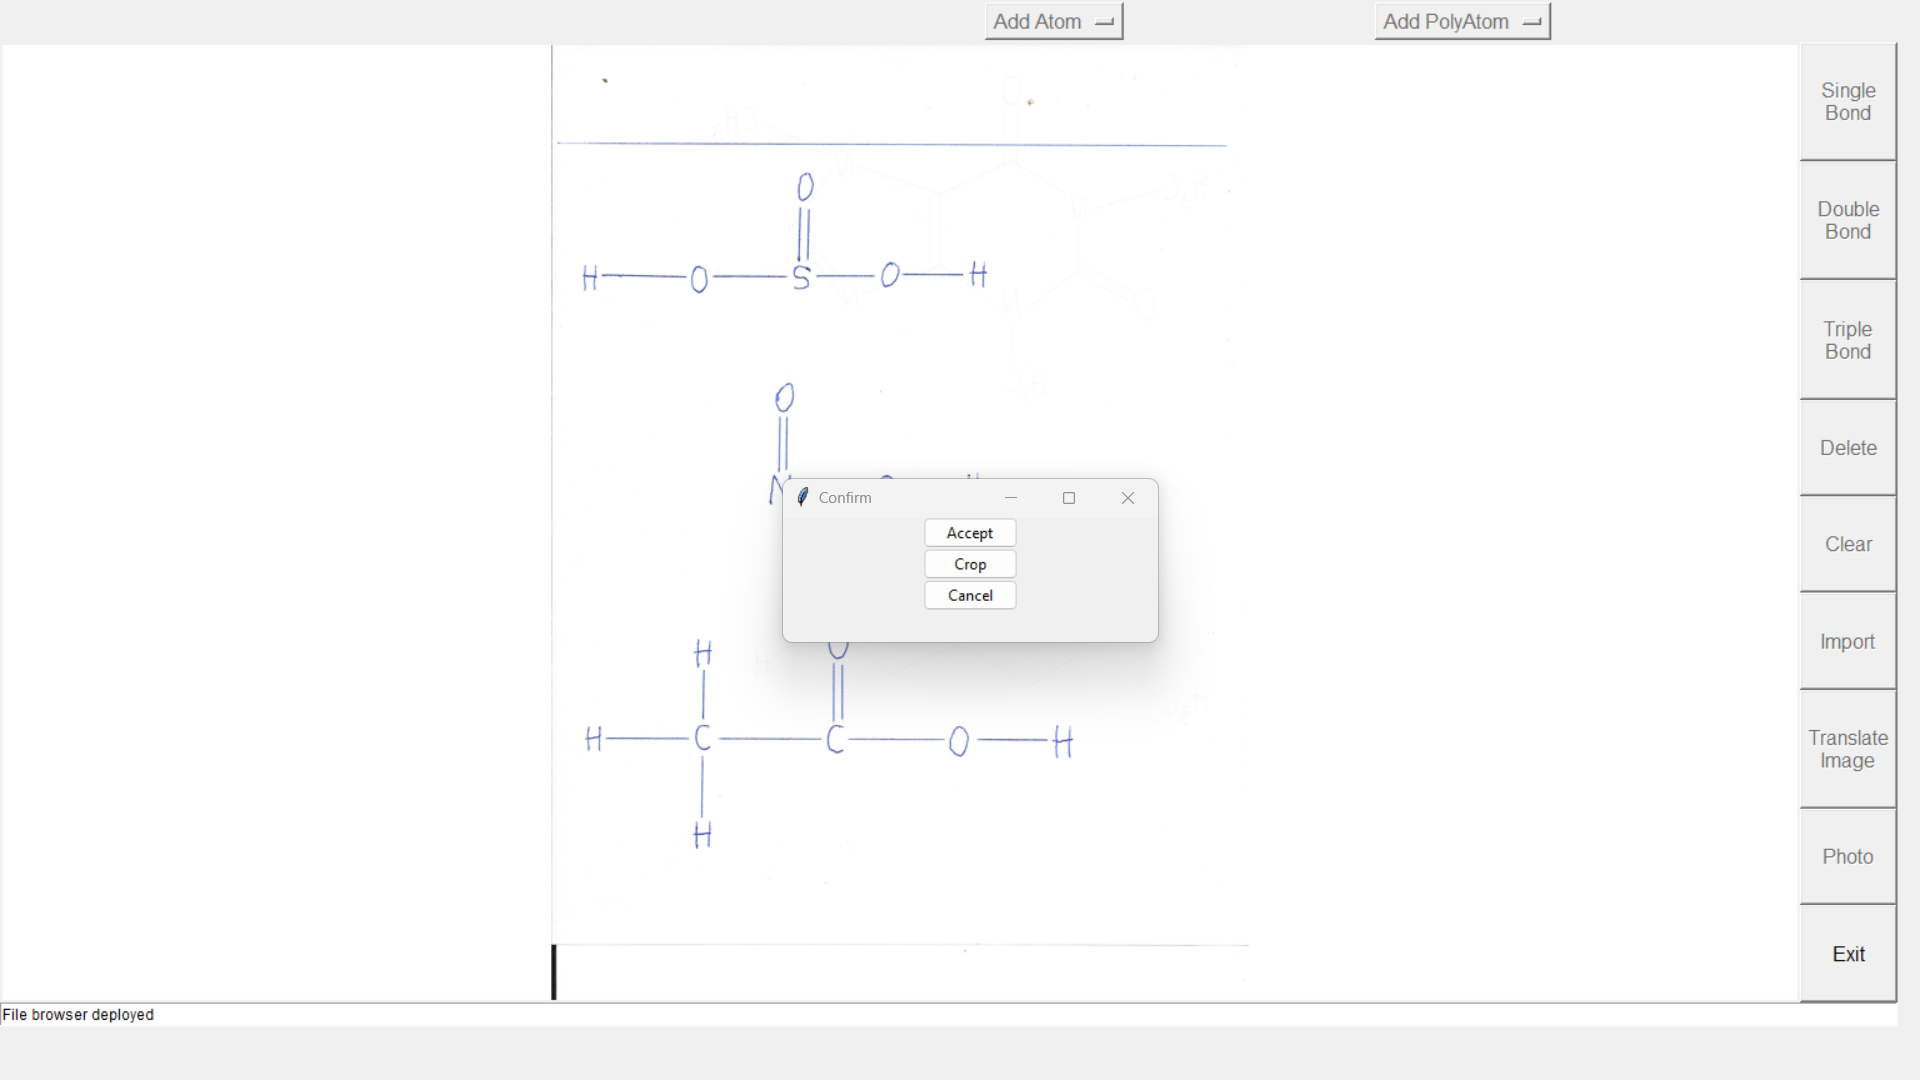 Add Atom
Add PolyAtom
Single
Bond
Double
Bond
Triple
Bond
Delete
Clear
Import
Translate
Image
Photo
Exit
O
H O S O H
O
N
Confirm
Accept
Crop
Cancel
H O
H C C O H
H
File browser deployed